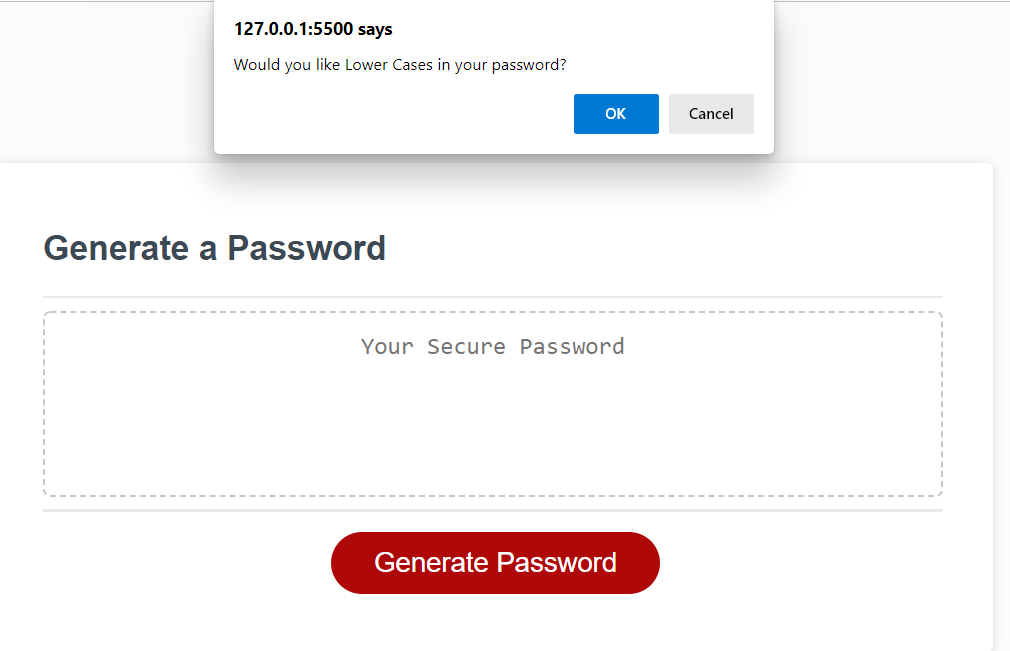 127.0.0.1:5500 says
Would you like Lower Cases in your password?
OK Cancel
Generate a Password
Your Secure Password
Generate Password